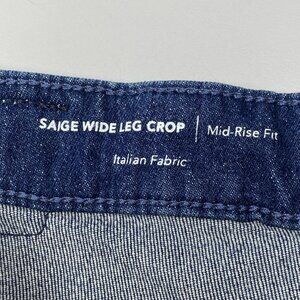 SAIGE WIDE LEG CROP | Mid-Rise Fit
Italian Fabric